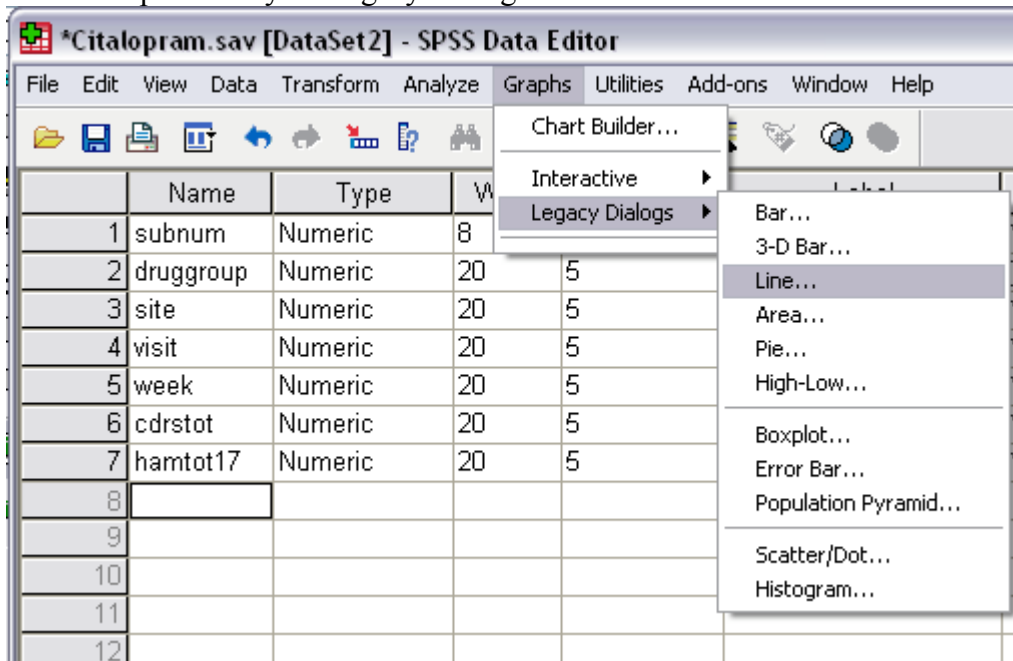 *Citalopram.sav [DataSet2] - SPSS Data Editor
File Edit View Data Transform Analyze Graphs Utilities Add-ons Window Help
Chart Builder...
Interactive
Legacy Dialogs
Bar...
3-D Bar...
Line...
Area...
Pie...
High-Low...
Boxplot...
Error Bar...
Population Pyramid...
Scatter/Dot...
Histogram...
Name Type
1 subnum Numeric 8
2 druggroup Numeric 20 5
3 site Numeric 20 5
4 visit Numeric 20 5
5 week Numeric 20 5
6 cdrstot Numeric 20 5
7 hamtot17 Numeric 20 5
8
9
10
11
12